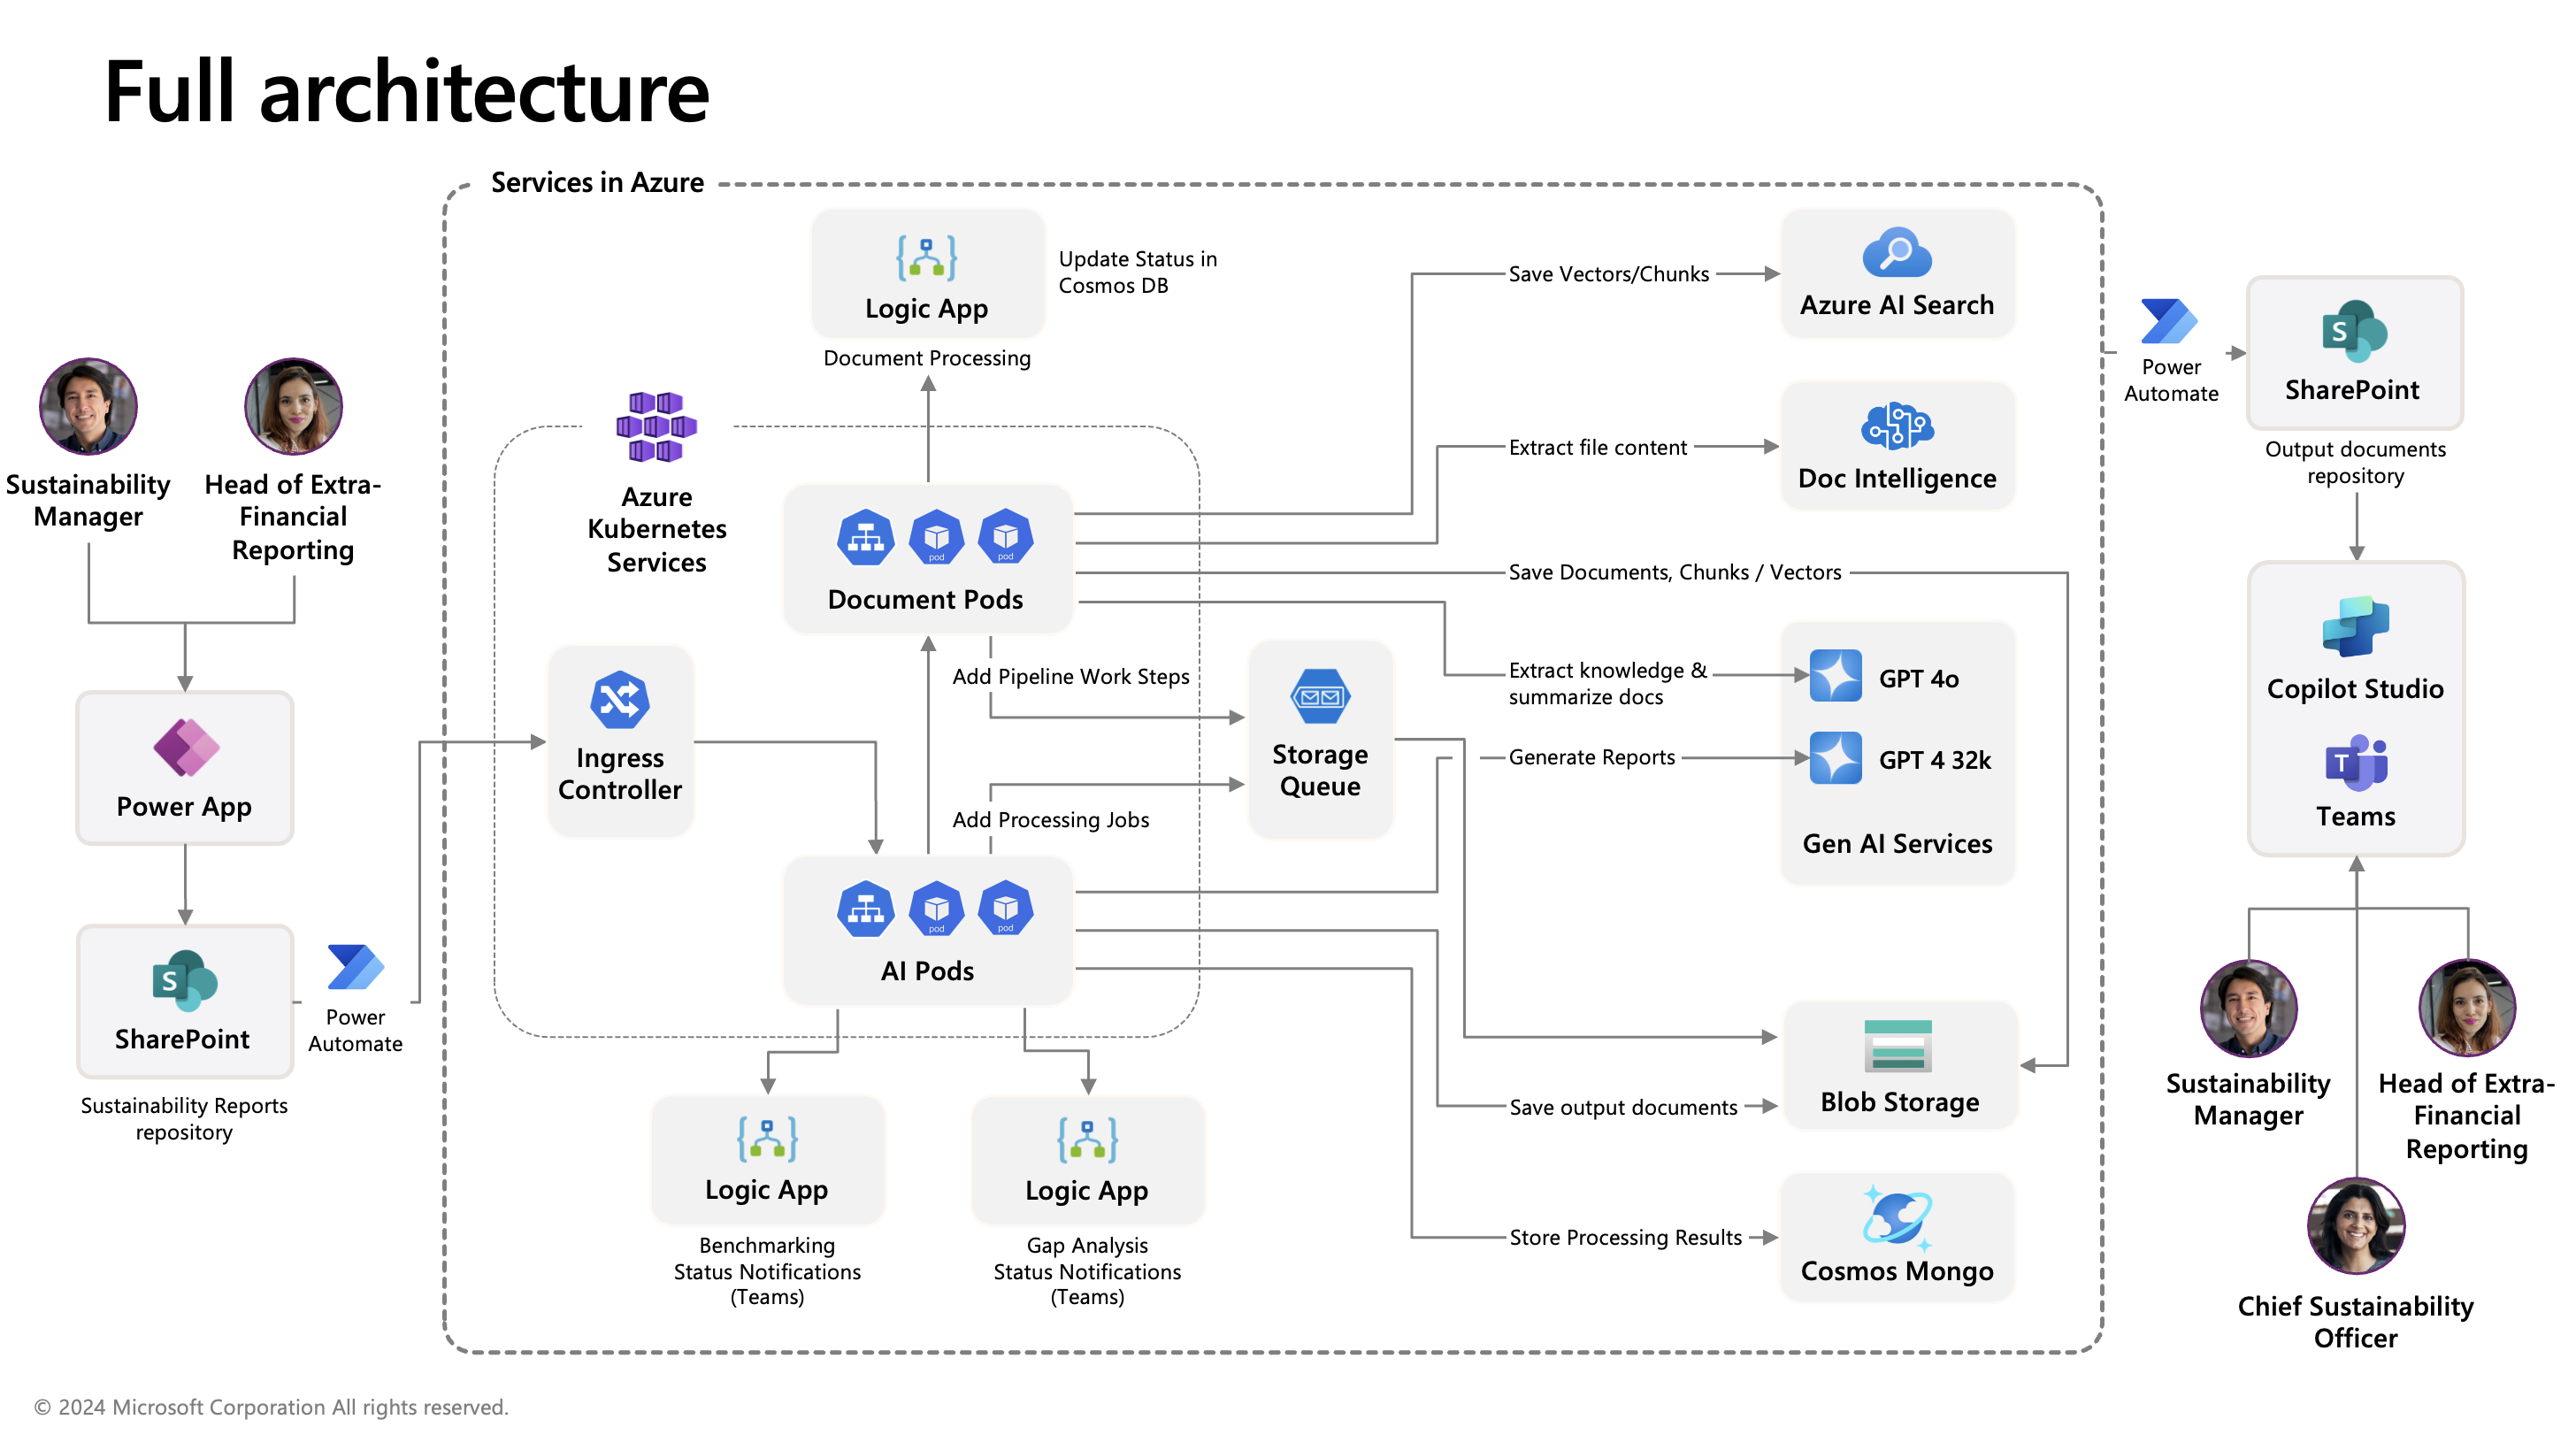 Full architecture
Services in Azure
Logic App
Update Status in
Cosmos DB
Document Processing
Save Vectors/Chunks
Azure AI Search
Power
Automate
S
SharePoint
Output documents
repository
Sustainability
Manager
Head of Extra-
Financial
Reporting
Azure
Kubernetes
Services
Extract file content
Doc Intelligence
pod
pod
Document Pods
Save Documents, Chunks / Vectors
Add Pipeline Work Steps
Extract knowledge &
summarize docs
GPT 4o
Generate Reports
GPT 4 32k
Gen AI Services
Copilot Studio
T
Teams
Power App
Ingress
Controller
Storage
Queue
Add Processing Jobs
pod
pod
AI Pods
S
SharePoint
Sustainability Reports
repository
Power
Automate
Blob Storage
Save output documents
Store Processing Results
Cosmos Mongo
Logic App
Benchmarking
Status Notifications
(Teams)
Logic App
Gap Analysis
Status Notifications
(Teams)
Sustainability
Manager
Head of Extra-
Financial
Reporting
Chief Sustainability
Officer
© 2024 Microsoft Corporation All rights reserved.